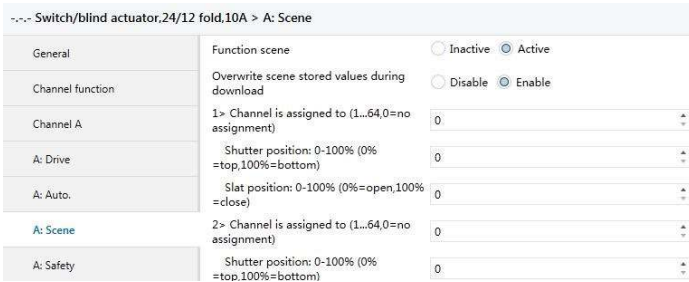 -.-.- Switch/blind actuator,24/12 fold,10A > A: Scene
General
Channel function
Channel A
A: Drive
A: Auto.
A: Scene
A: Safety
Function scene
Inactive
Active
Overwrite scene stored values during
download
Disable
Enable
1> Channel is assigned to (1...64,0=no
assignment)
0
Shutter position: 0-100% (0%
=top,100%=bottom)
0
Slat position: 0-100% (0%=open,100%
=close)
0
2> Channel is assigned to (1...64,0=no
assignment)
0
Shutter position: 0-100% (0%
=top,100%=bottom)
0